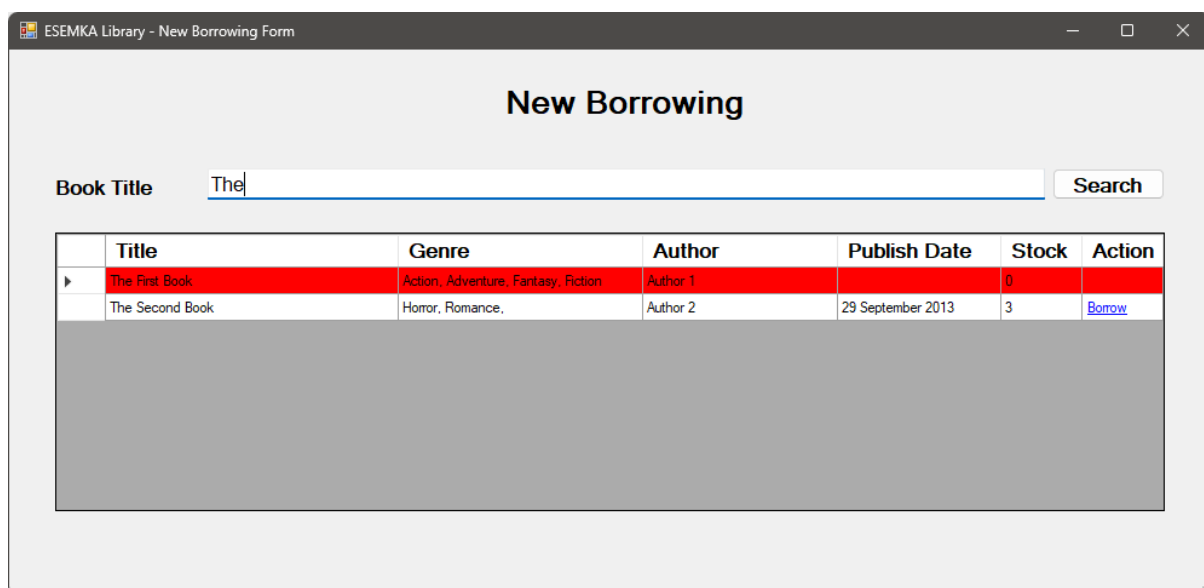 ESEMKA Library - New Borrowing Form
New Borrowing
Book Title The Search
Title Genre Author Publish Date Stock Action
The First Book Action, Adventure, Fantasy, Fiction Author 1 0
The Second Book Horror, Romance, Author 2 29 September 2013 3 Borrow